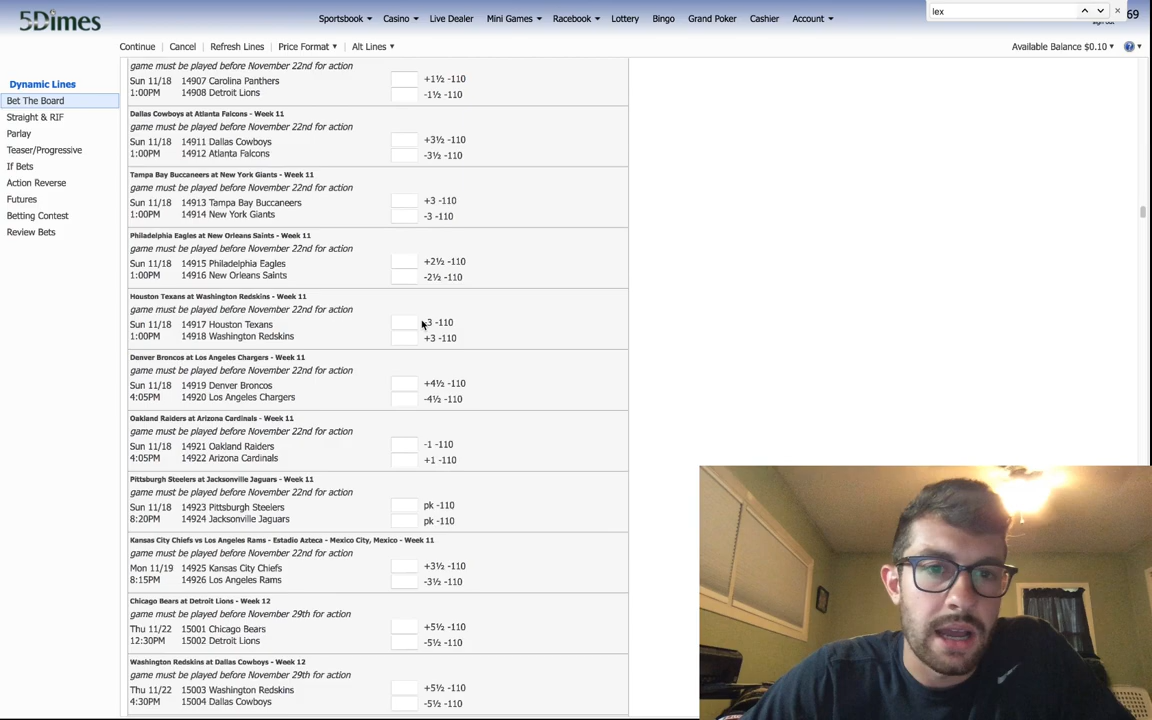 lex
5Dimes
Sportsbook Casino Live Dealer Mini Games Racebook Lottery Bingo Grand Poker Cashier Account 69
Continue Cancel Refresh Lines Price Format Alt Lines Available Balance $0.10 ?
Dynamic Lines
Bet The Board
Straight & RIF
Parlay
Teaser/Progressive
If Bets
Action Reverse
Futures
Betting Contest
Review Bets
game must be played before November 22nd for action
Sun 11/18 14907 Carolina Panthers +1½ -110
1:00PM 14908 Detroit Lions -1½ -110
Dallas Cowboys at Atlanta Falcons - Week 11
game must be played before November 22nd for action
Sun 11/18 14911 Dallas Cowboys +3½ -110
1:00PM 14912 Atlanta Falcons -3½ -110
Tampa Bay Buccaneers at New York Giants - Week 11
game must be played before November 22nd for action
Sun 11/18 14913 Tampa Bay Buccaneers +3 -110
1:00PM 14914 New York Giants -3 -110
Philadelphia Eagles at New Orleans Saints - Week 11
game must be played before November 22nd for action
Sun 11/18 14915 Philadelphia Eagles +2½ -110
1:00PM 14916 New Orleans Saints -2½ -110
Houston Texans at Washington Redskins - Week 11
game must be played before November 22nd for action
Sun 11/18 14917 Houston Texans -3 -110
1:00PM 14918 Washington Redskins +3 -110
Denver Broncos at Los Angeles Chargers - Week 11
game must be played before November 22nd for action
Sun 11/18 14919 Denver Broncos +4½ -110
4:05PM 14920 Los Angeles Chargers -4½ -110
Oakland Raiders at Arizona Cardinals - Week 11
game must be played before November 22nd for action
Sun 11/18 14921 Oakland Raiders -1 -110
4:05PM 14922 Arizona Cardinals +1 -110
Pittsburgh Steelers at Jacksonville Jaguars - Week 11
game must be played before November 22nd for action
Sun 11/18 14923 Pittsburgh Steelers pk -110
8:20PM 14924 Jacksonville Jaguars pk -110
Kansas City Chiefs vs Los Angeles Rams - Estadio Azteca - Mexico City, Mexico - Week 11
game must be played before November 22nd for action
Mon 11/19 14925 Kansas City Chiefs +3½ -110
8:15PM 14926 Los Angeles Rams -3½ -110
Chicago Bears at Detroit Lions - Week 12
game must be played before November 29th for action
Thu 11/22 15001 Chicago Bears +5½ -110
12:30PM 15002 Detroit Lions -5½ -110
Washington Redskins at Dallas Cowboys - Week 12
game must be played before November 29th for action
Thu 11/22 15003 Washington Redskins +5½ -110
4:30PM 15004 Dallas Cowboys -5½ -110